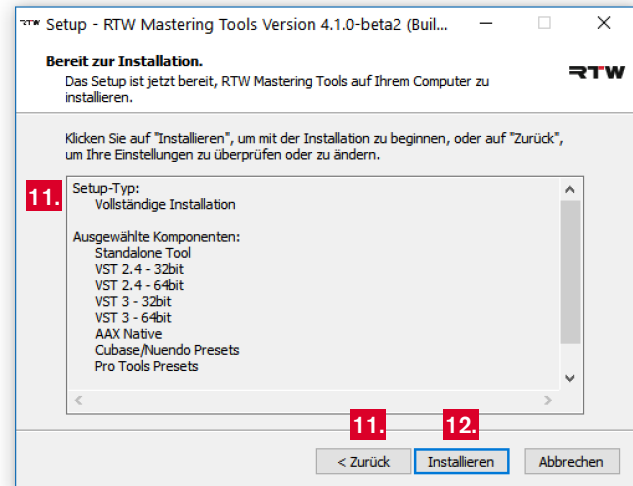 RTW Setup - RTW Mastering Tools Version 4.1.0-beta2 (Buil...
Bereit zur Installation.
Das Setup ist jetzt bereit, RTW Mastering Tools auf Ihrem Computer zu
installieren.
RTW
Klicken Sie auf "Installieren", um mit der Installation zu beginnen, oder auf "Zurück",
um Ihre Einstellungen zu überprüfen oder zu ändern.
11.
Setup-Typ:
Vollständige Installation
Ausgewählte Komponenten:
Standalone Tool
VST 2.4 - 32bit
VST 2.4 - 64bit
VST 3 - 32bit
VST 3 - 64bit
AAX Native
Cubase/Nuendo Presets
Pro Tools Presets
11. 12.
< Zurück Installieren Abbrechen